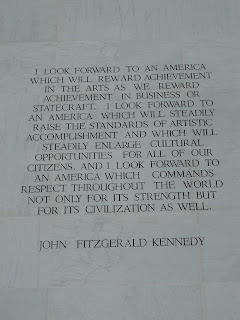 I LOOK FORWARD TO AN AMERICA
WHICH WILL REWARD ACHIEVEMENT
IN THE ARTS AS WE REWARD
ACHIEVEMENT IN BUSINESS OR
STATECRAFT. I LOOK FORWARD TO
AN AMERICA WHICH WILL STEADILY
RAISE THE STANDARDS OF ARTISTIC
ACCOMPLISHMENT AND WHICH WILL
STEADILY ENLARGE CULTURAL
OPPORTUNITIES FOR ALL OF OUR
CITIZENS. AND I LOOK FORWARD TO
AN AMERICA WHICH COMMANDS
RESPECT THROUGHOUT THE WORLD
NOT ONLY FOR ITS STRENGTH BUT
FOR ITS CIVILIZATION AS WELL.
JOHN FITZGERALD KENNEDY